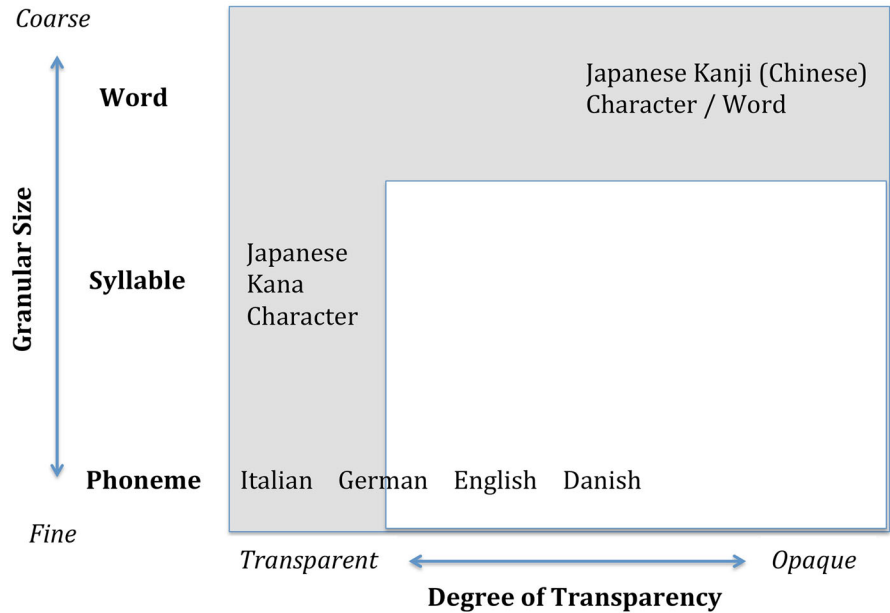 Coarse
Word
Japanese Kanji (Chinese)
Character / Word
Granular Size
Syllable
Japanese
Kana
Character
Phoneme
Italian German English Danish
Fine
Transparent Opaque
Degree of Transparency